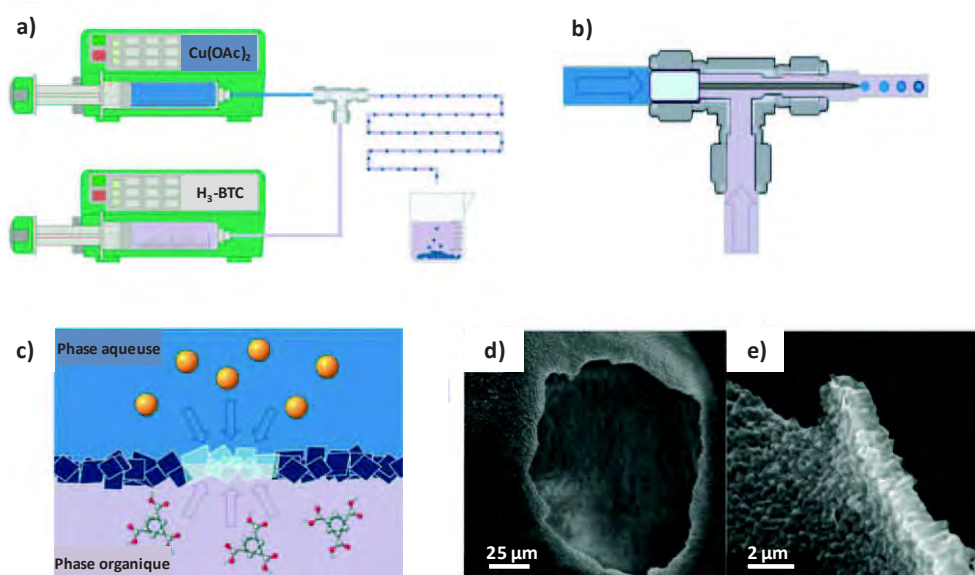 a)
Cu(OAc)₂
H₃-BTC
b)
c)
Phase aqueuse
Phase organique
d)
25 µm
e)
2 µm